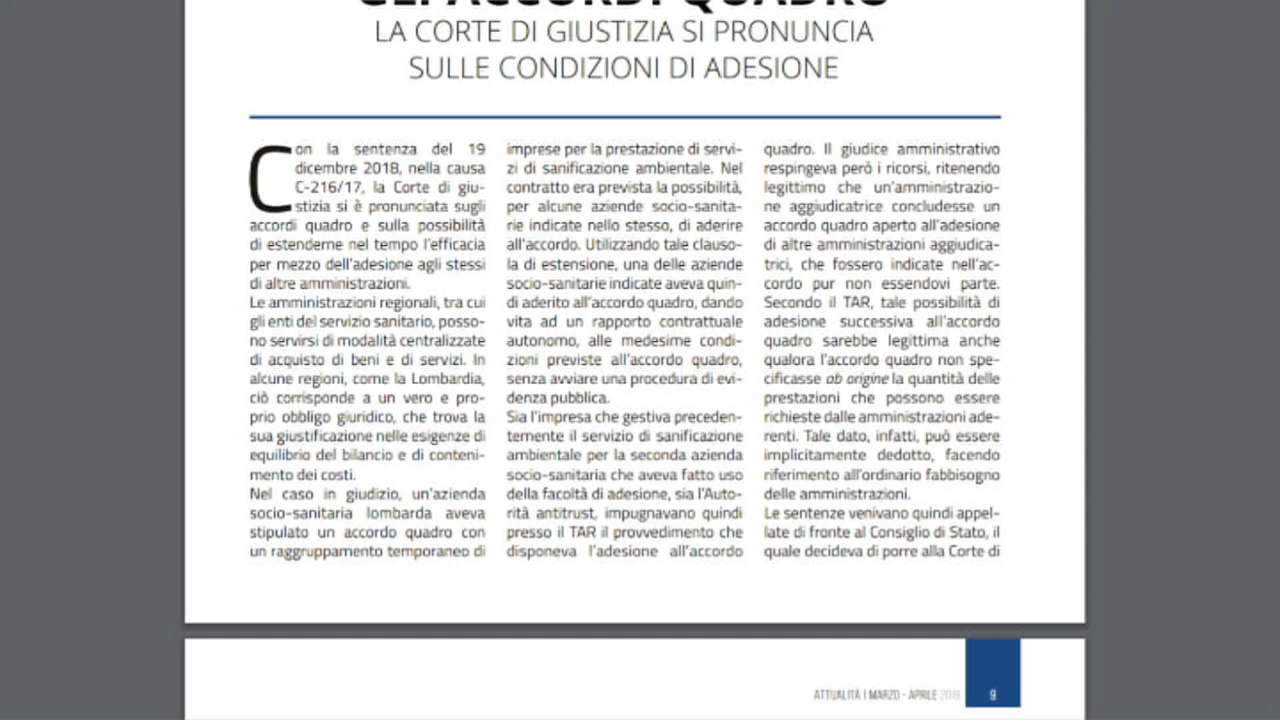 GLI ACCORDI QUADRO
LA CORTE DI GIUSTIZIA SI PRONUNCIA
SULLE CONDIZIONI DI ADESIONE
Con la sentenza del 19
dicembre 2018, nella causa
C-216/17, la Corte di giu-
stizia si è pronunciata sugli
accordi quadro e sulla possibilità
di estenderne nel tempo l'efficacia
per mezzo dell'adesione agli stessi
di altre amministrazioni.
Le amministrazioni regionali, tra cui
gli enti del servizio sanitario, posso-
no servirsi di modalità centralizzate
di acquisto di beni e di servizi. In
alcune regioni, come la Lombardia,
ciò corrisponde a un vero e pro-
prio obbligo giuridico, che trova la
sua giustificazione nelle esigenze di
equilibrio del bilancio e di conteni-
mento dei costi.
Nel caso in giudizio, un'azienda
socio-sanitaria lombarda aveva
stipulato un accordo quadro con
un raggruppamento temporaneo di
imprese per la prestazione di servi-
zi di sanificazione ambientale. Nel
contratto era prevista la possibilità,
per alcune aziende socio-sanita-
rie indicate nello stesso, di aderire
all'accordo. Utilizzando tale clauso-
la di estensione, una delle aziende
socio-sanitarie indicate aveva quin-
di aderito all'accordo quadro, dando
vita ad un rapporto contrattuale
autonomo, alle medesime condi-
zioni previste all'accordo quadro,
senza avviare una procedura di evi-
denza pubblica.
Sia l'impresa che gestiva preceden-
temente il servizio di sanificazione
ambientale per la seconda azienda
socio-sanitaria che aveva fatto uso
della facoltà di adesione, sia l'Auto-
rità antitrust, impugnavano quindi
presso il TAR il provvedimento che
disponeva l'adesione all'accordo
quadro. Il giudice amministrativo
respingeva però i ricorsi, ritenendo
legittimo che un'amministrazio-
ne aggiudicatrice concludesse un
accordo quadro aperto all'adesione
di altre amministrazioni aggiudica-
trici, che fossero indicate nell'ac-
cordo pur non essendovi parte.
Secondo il TAR, tale possibilità di
adesione successiva all'accordo
quadro sarebbe legittima anche
qualora l'accordo quadro non spe-
cificasse ab origine la quantità delle
prestazioni che possono essere
richieste dalle amministrazioni ade-
renti. Tale dato, infatti, può essere
implicitamente dedotto, facendo
riferimento all'ordinario fabbisogno
delle amministrazioni.
Le sentenze venivano quindi appel-
late di fronte al Consiglio di Stato, il
quale decideva di porre alla Corte di
ATTUALITÀ | MARZO - APRILE 2019 9